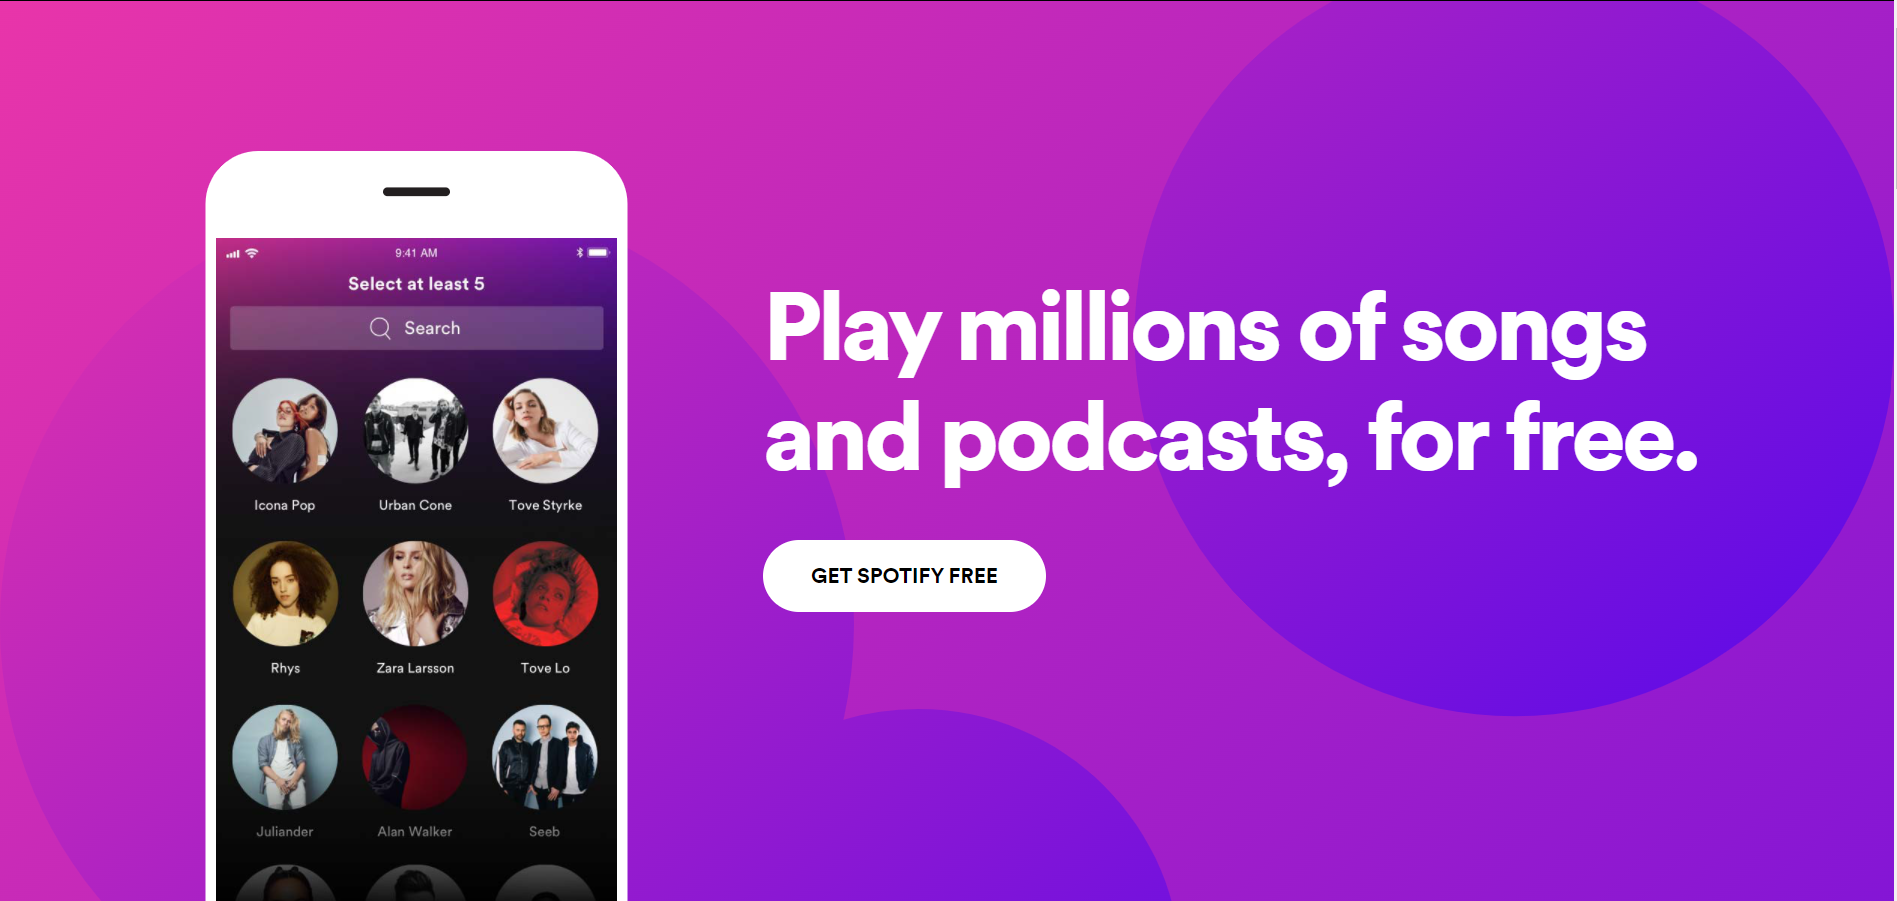 9:41 AM
Select at least 5
Search
Icona Pop
Urban Cone
Tove Styrke
Rhys
Zara Larsson
Tove Lo
Juliander
Alan Walker
Seeb
Play millions of songs
and podcasts, for free.
GET SPOTIFY FREE